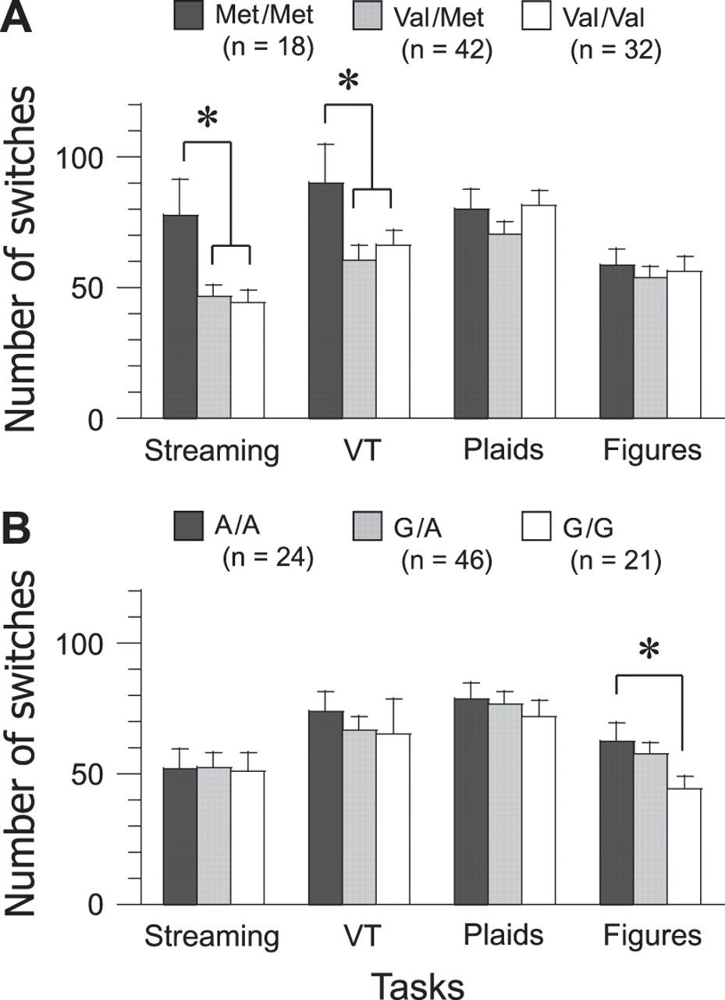 A
Met/Met Val/Met Val/Val
(n = 18) (n = 42) (n = 32)
*
*
Number of switches
100
50
0
Streaming VT Plaids Figures
B
A/A G/A G/G
(n = 24) (n = 46) (n = 21)
*
Number of switches
100
50
0
Streaming VT Plaids Figures
Tasks